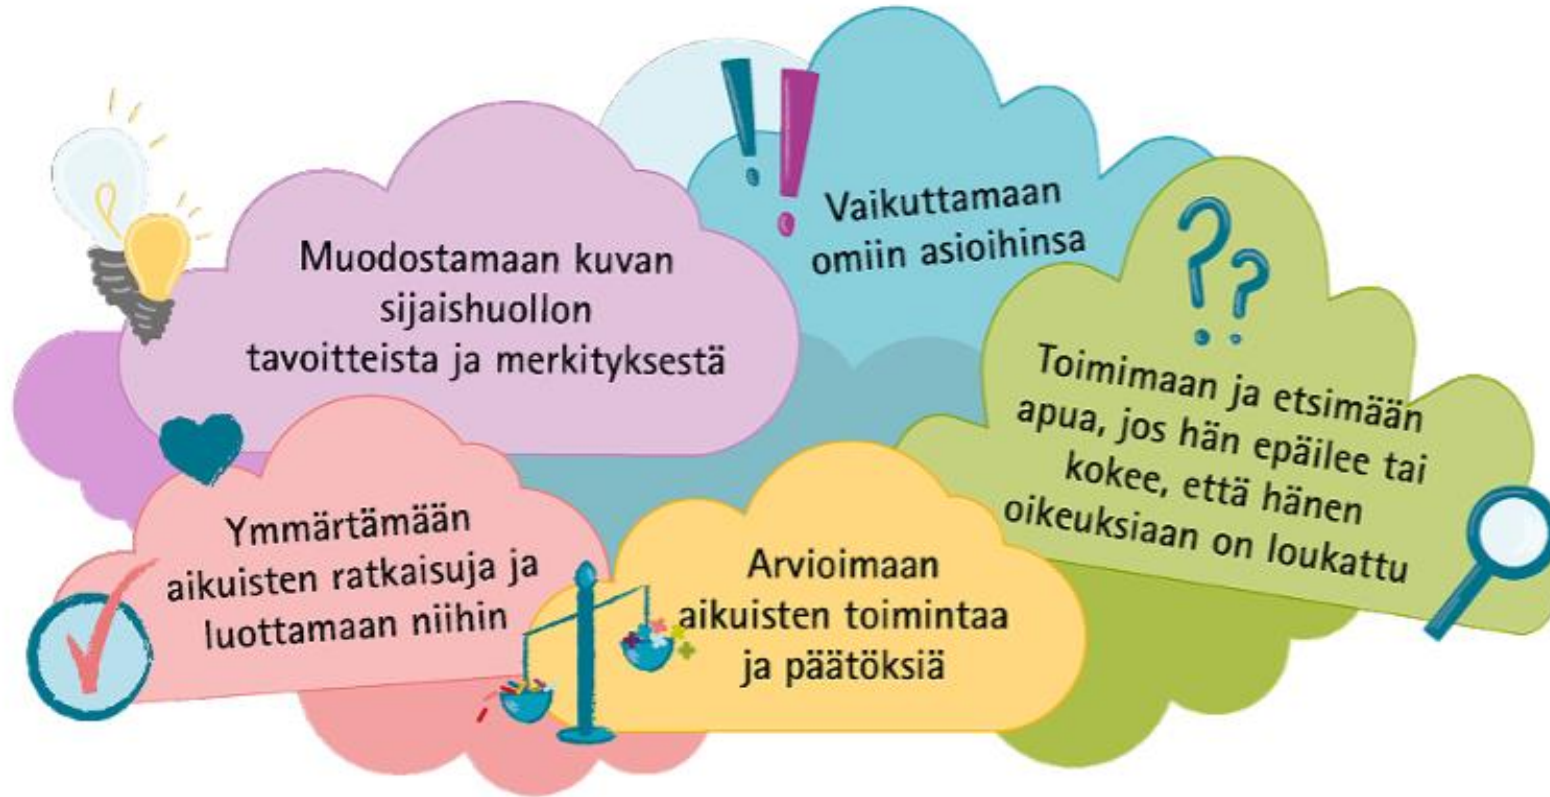 Muodostamaan kuvan
sijaishuollon
tavoitteista ja merkityksestä
Vaikuttamaan
omiin asioihinsa
Toimimaan ja etsimään
apua, jos hän epäilee tai
kokee, että hänen
oikeuksiaan on loukattu
Ymmärtämään
aikuisten ratkaisuja ja
luottamaan niihin
Arvioimaan
aikuisten toimintaa
ja päätöksiä